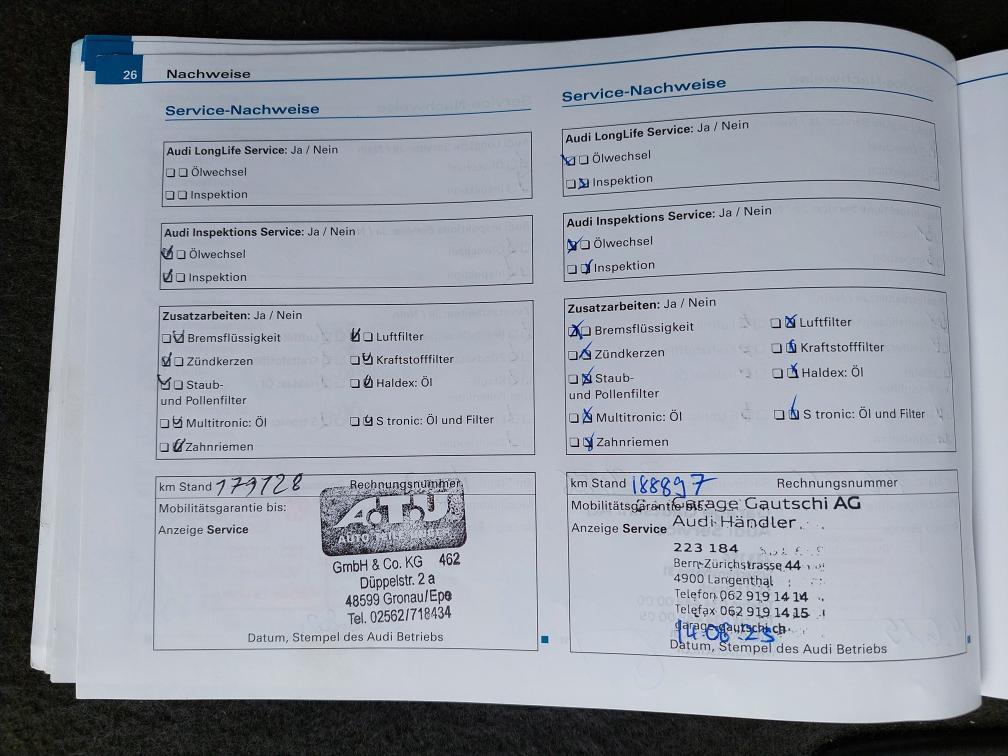 26 Nachweise
Service-Nachweise
Audi LongLife Service: Ja / Nein
Ölwechsel
Inspektion
Audi Inspektions Service: Ja / Nein
Ölwechsel
Inspektion
Zusatzarbeiten: Ja / Nein
Bremsflüssigkeit
Luftfilter
Zündkerzen
Kraftstofffilter
Staub-
und Pollenfilter
Haldex: Öl
Multitronic: Öl
S tronic: Öl und Filter
Zahnriemen
km Stand 179128
Rechnungsnummer
Mobilitätsgarantie bis:
Anzeige Service
A.T.U
GmbH & Co. KG 462
Düppelstr. 2 a
48599 Gronau/Epe
Tel. 02562/718434
Datum, Stempel des Audi Betriebs
Service-Nachweise
Audi LongLife Service: Ja / Nein
Ölwechsel
Inspektion
Audi Inspektions Service: Ja / Nein
Ölwechsel
Inspektion
Zusatzarbeiten: Ja / Nein
Bremsflüssigkeit
Luftfilter
Zündkerzen
Kraftstofffilter
Staub-
und Pollenfilter
Haldex: Öl
Multitronic: Öl
S tronic: Öl und Filter
Zahnriemen
km Stand 188897
Rechnungsnummer
Mobilitätsgarantie bis:
Anzeige Service
Garage Gautschi AG
Audi Händler
223 184
Bern-Zürichstrasse 44
4900 Langenthal
Telefon 062 919 14 14
Telefax 062 919 14 15
garage-gautschi.ch
14.08.23
Datum, Stempel des Audi Betriebs